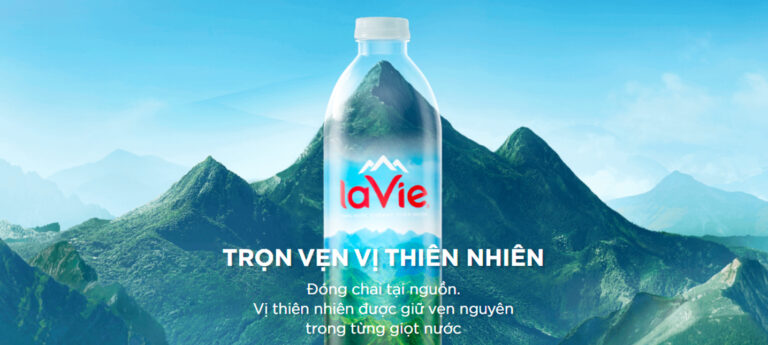 laVie
TRỌN VẸN VỊ THIÊN NHIÊN
Đóng chai tại nguồn.
Vị thiên nhiên được giữ vẹn nguyên
trong từng giọt nước